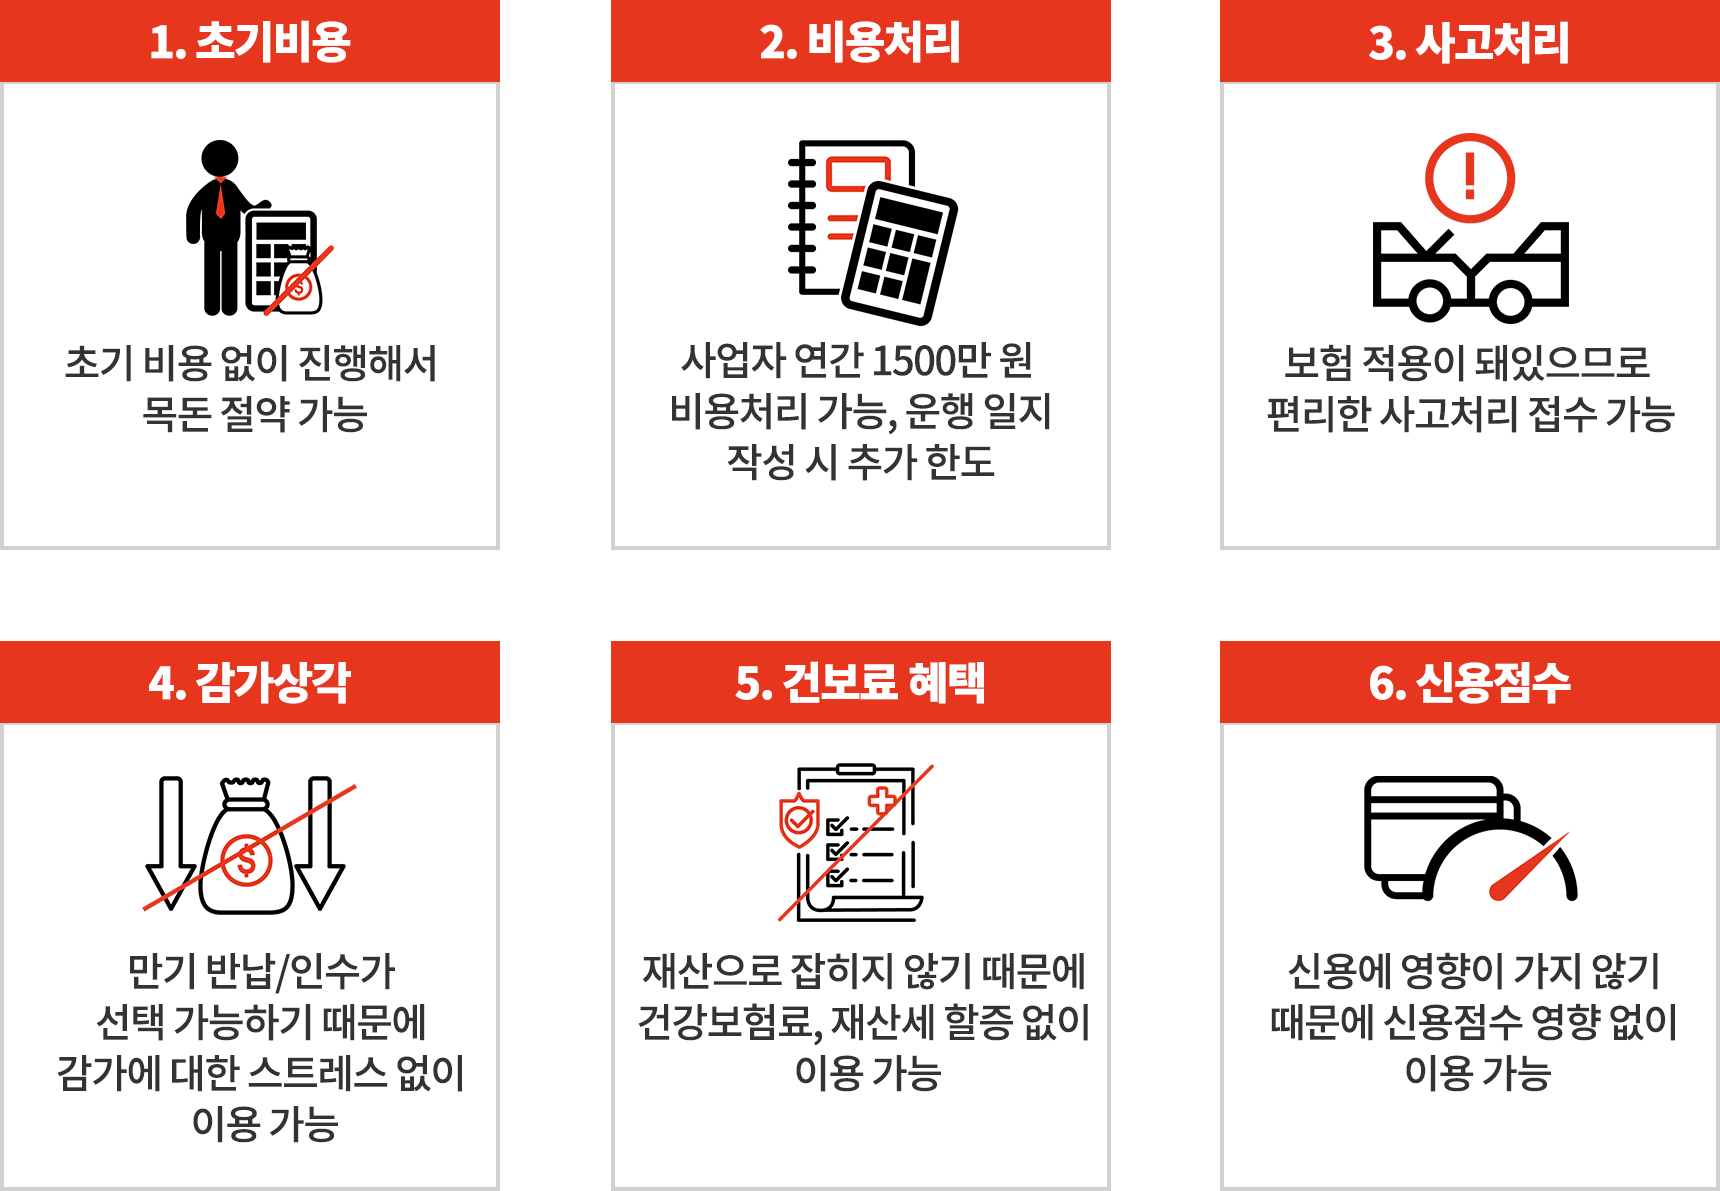 1. 초기비용
초기 비용 없이 진행해서
목돈 절약 가능
2. 비용처리
사업자 연간 1500만 원
비용처리 가능, 운행 일지
작성 시 추가 한도
3. 사고처리
보험 적용이 돼있으므로
편리한 사고처리 접수 가능
4. 감가상각
만기 반납/인수가
선택 가능하기 때문에
감가에 대한 스트레스 없이
이용 가능
5. 건보료 혜택
재산으로 잡히지 않기 때문에
건강보험료, 재산세 할증 없이
이용 가능
6. 신용점수
신용에 영향이 가지 않기
때문에 신용점수 영향 없이
이용 가능